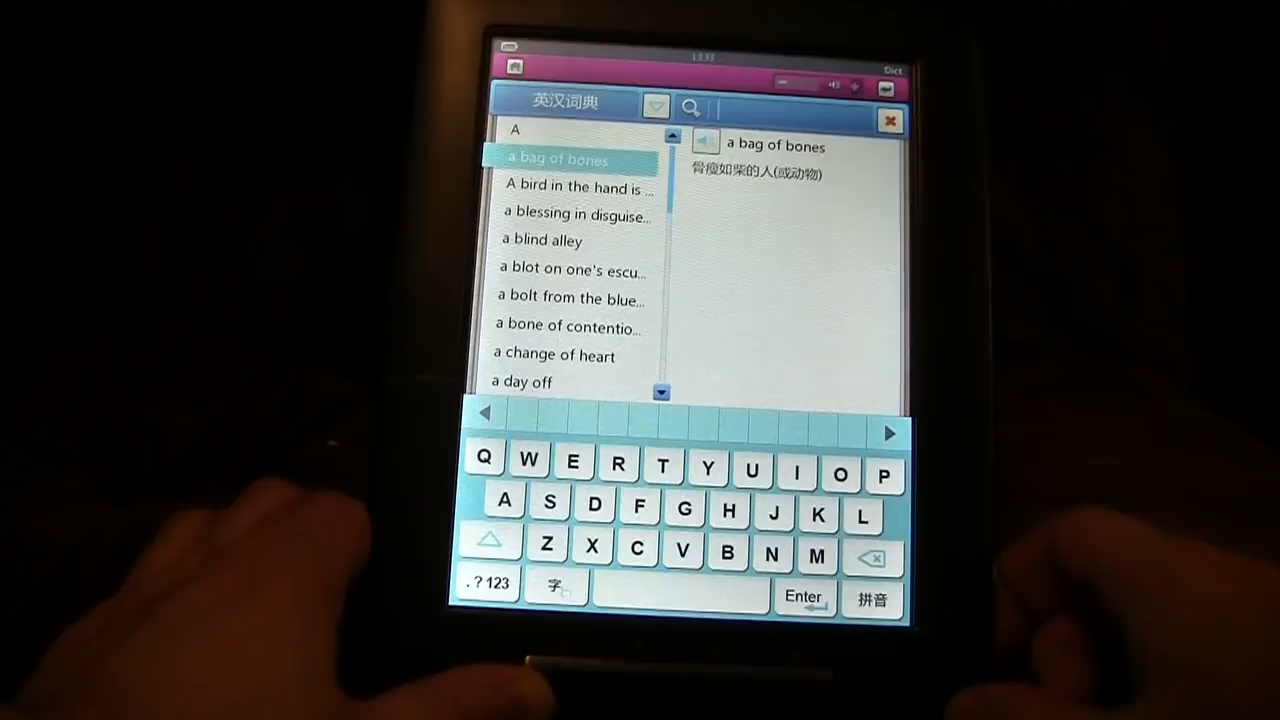 13:33
Dict
英汉词典
A
a bag of bones
A bird in the hand is ...
a blessing in disguise...
a blind alley
a blot on one's escu...
a bolt from the blue...
a bone of contentio...
a change of heart
a day off
a bag of bones
骨瘦如柴的人(或动物)
Q W E R T Y U I O P
A S D F G H J K L
Z X C V B N M
.?123 字 Enter 拼音